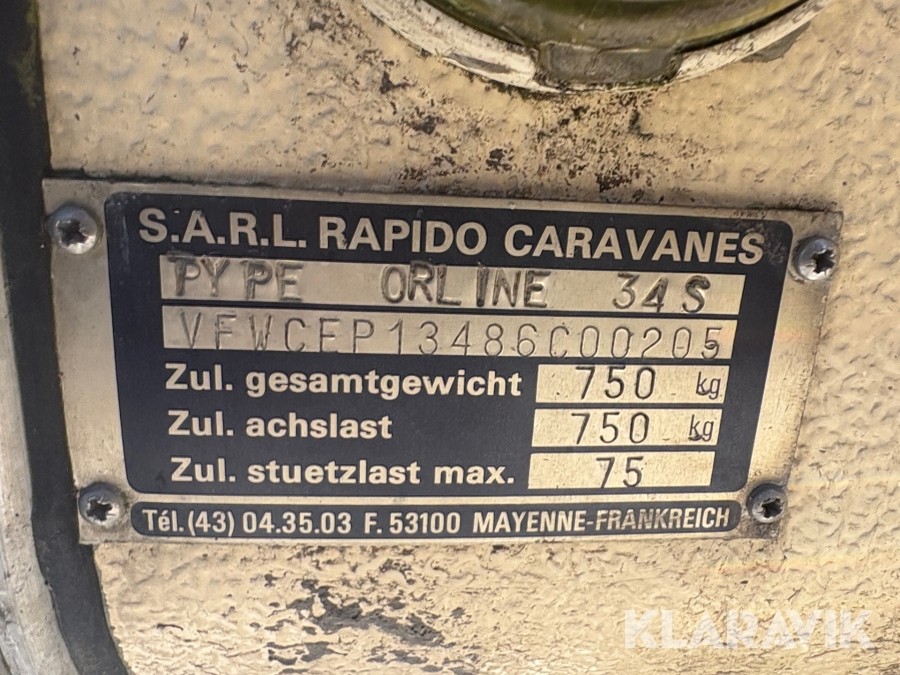 S.A.R.L. RAPIDO CARAVANES
PYPE ORLINE 34S
VFWCEP13486C00205
Zul. gesamtgewicht 750 kg
Zul. achslast 750 kg
Zul. stuetzlast max. 75
Tél.(43) 04.35.03 F. 53100 MAYENNE-FRANKREICH
KLARAVIK